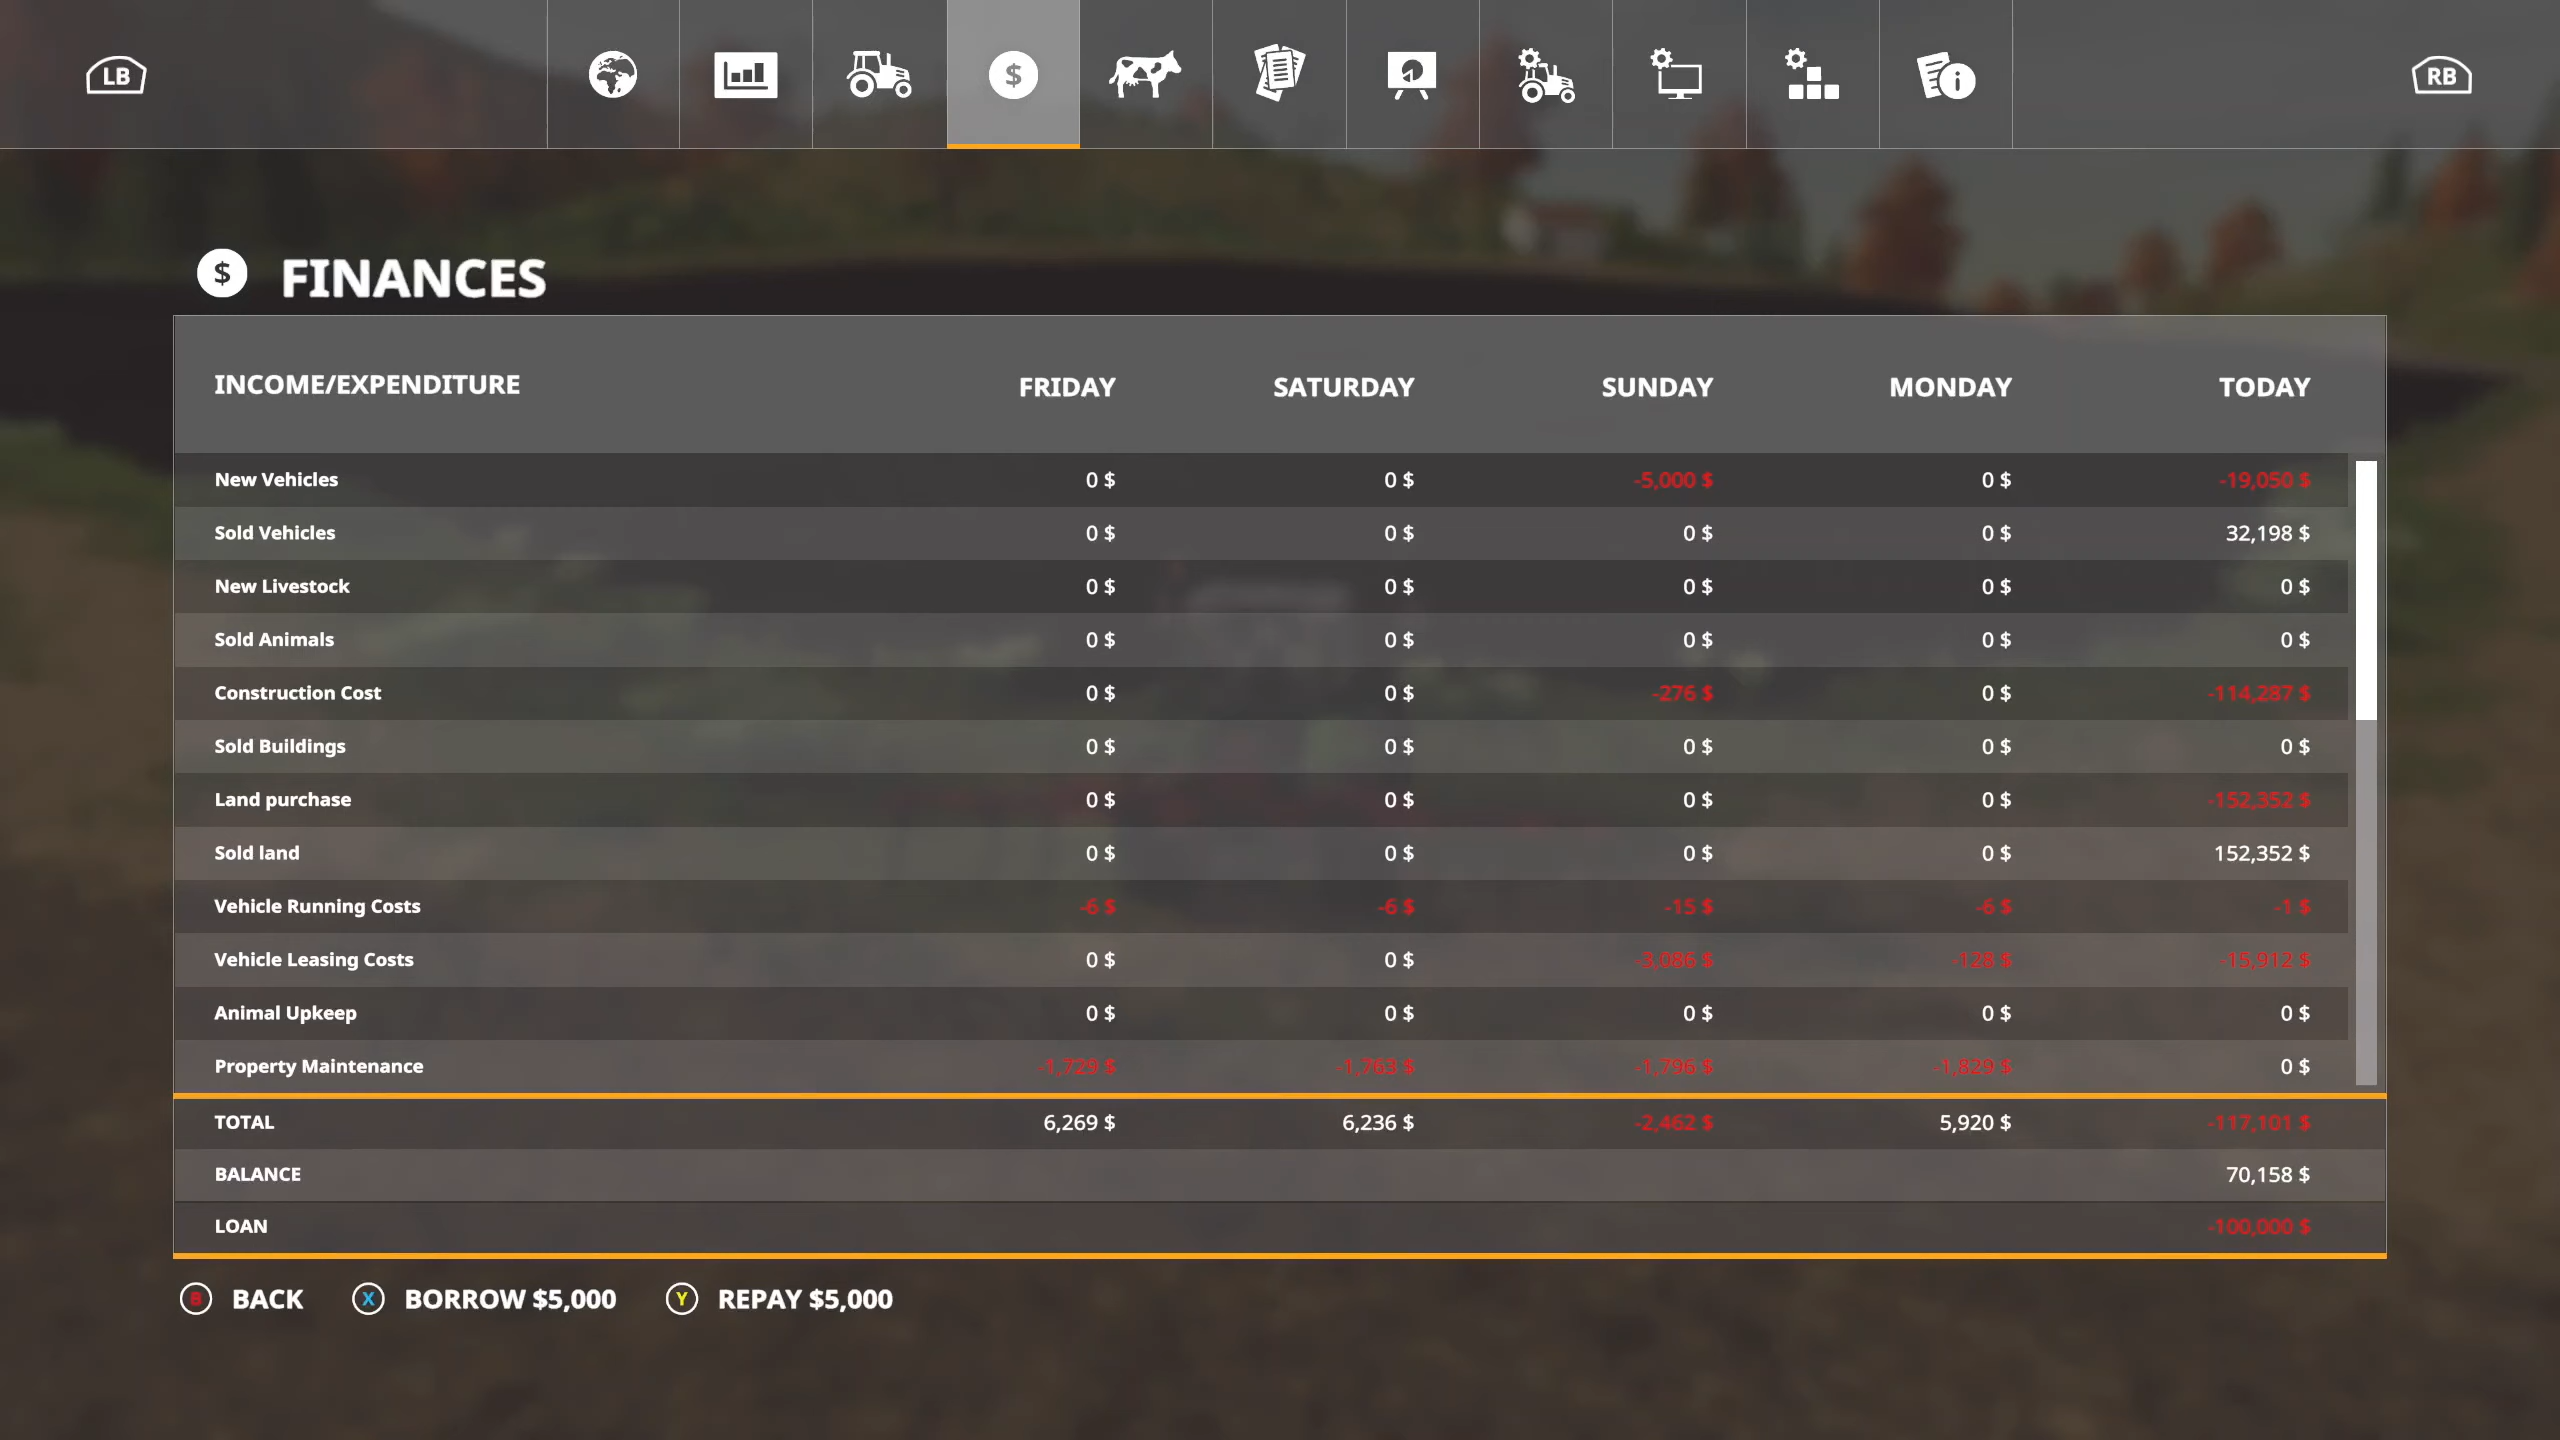 LB
$
RB
$ FINANCES
INCOME/EXPENDITURE FRIDAY SATURDAY SUNDAY MONDAY TODAY
New Vehicles 0 $ 0 $ -5,000 $ 0 $ -19,050 $
Sold Vehicles 0 $ 0 $ 0 $ 0 $ 32,198 $
New Livestock 0 $ 0 $ 0 $ 0 $ 0 $
Sold Animals 0 $ 0 $ 0 $ 0 $ 0 $
Construction Cost 0 $ 0 $ -276 $ 0 $ -114,287 $
Sold Buildings 0 $ 0 $ 0 $ 0 $ 0 $
Land purchase 0 $ 0 $ 0 $ 0 $ -152,352 $
Sold land 0 $ 0 $ 0 $ 0 $ 152,352 $
Vehicle Running Costs -6 $ -6 $ -15 $ -6 $ -1 $
Vehicle Leasing Costs 0 $ 0 $ -3,086 $ -128 $ -15,912 $
Animal Upkeep 0 $ 0 $ 0 $ 0 $ 0 $
Property Maintenance -1,729 $ -1,763 $ -1,796 $ -1,829 $ 0 $
TOTAL 6,269 $ 6,236 $ -2,462 $ 5,920 $ -117,101 $
BALANCE 70,158 $
LOAN -100,000 $
B BACK X BORROW $5,000 Y REPAY $5,000